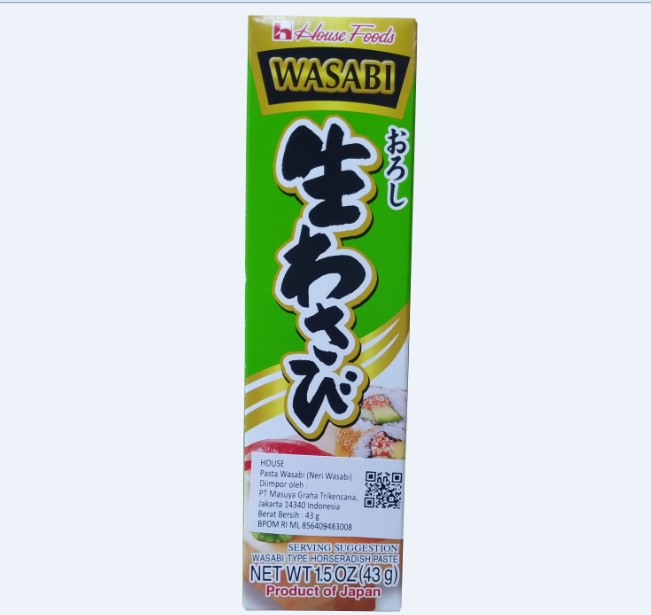 House Foods
WASABI
おろし
生わさび
HOUSE
Pasta Wasabi (Neri Wasabi)
Diimpor oleh :
PT Masuya Graha Trikencana,
Jakarta 14340 Indonesia
Berat Bersih : 43 g
BPOM RI ML 856409483008
SERVING SUGGESTION
WASABI TYPE HORSERADISH PASTE
NET WT 1.5 OZ (43 g)
Product of Japan